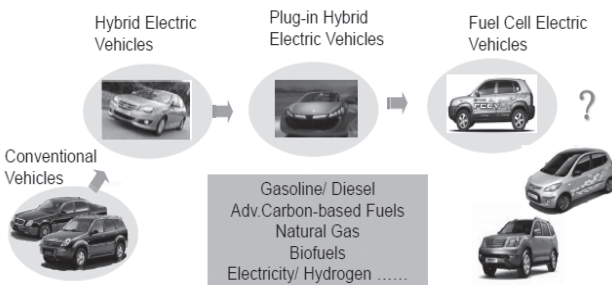 Hybrid Electric
Vehicles
Plug-in Hybrid
Electric Vehicles
Fuel Cell Electric
Vehicles
FCEV
?
Conventional
Vehicles
Gasoline/ Diesel
Adv.Carbon-based Fuels
Natural Gas
Biofuels
Electricity/ Hydrogen ......